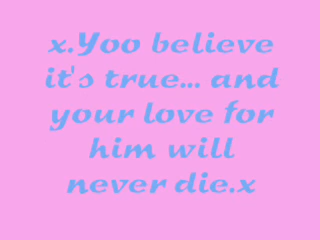 x.Yoo believe
it's true... and
your love for
him will
never die.x